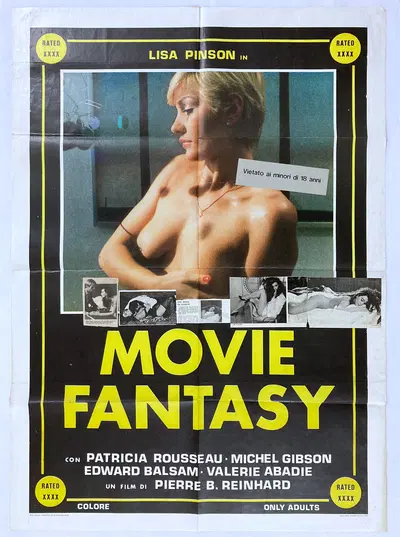 RATED
XXXX
RATED
XXXX
LISA PINSON IN
Vietato ai minori di 18 anni
MOVIE
FANTASY
CON PATRICIA ROUSSEAU · MICHEL GIBSON
EDWARD BALSAM · VALERIE ABADIE
UN FILM DI PIERRE B. REINHARD
RATED
XXXX
RATED
XXXX
COLORE
ONLY ADULTS